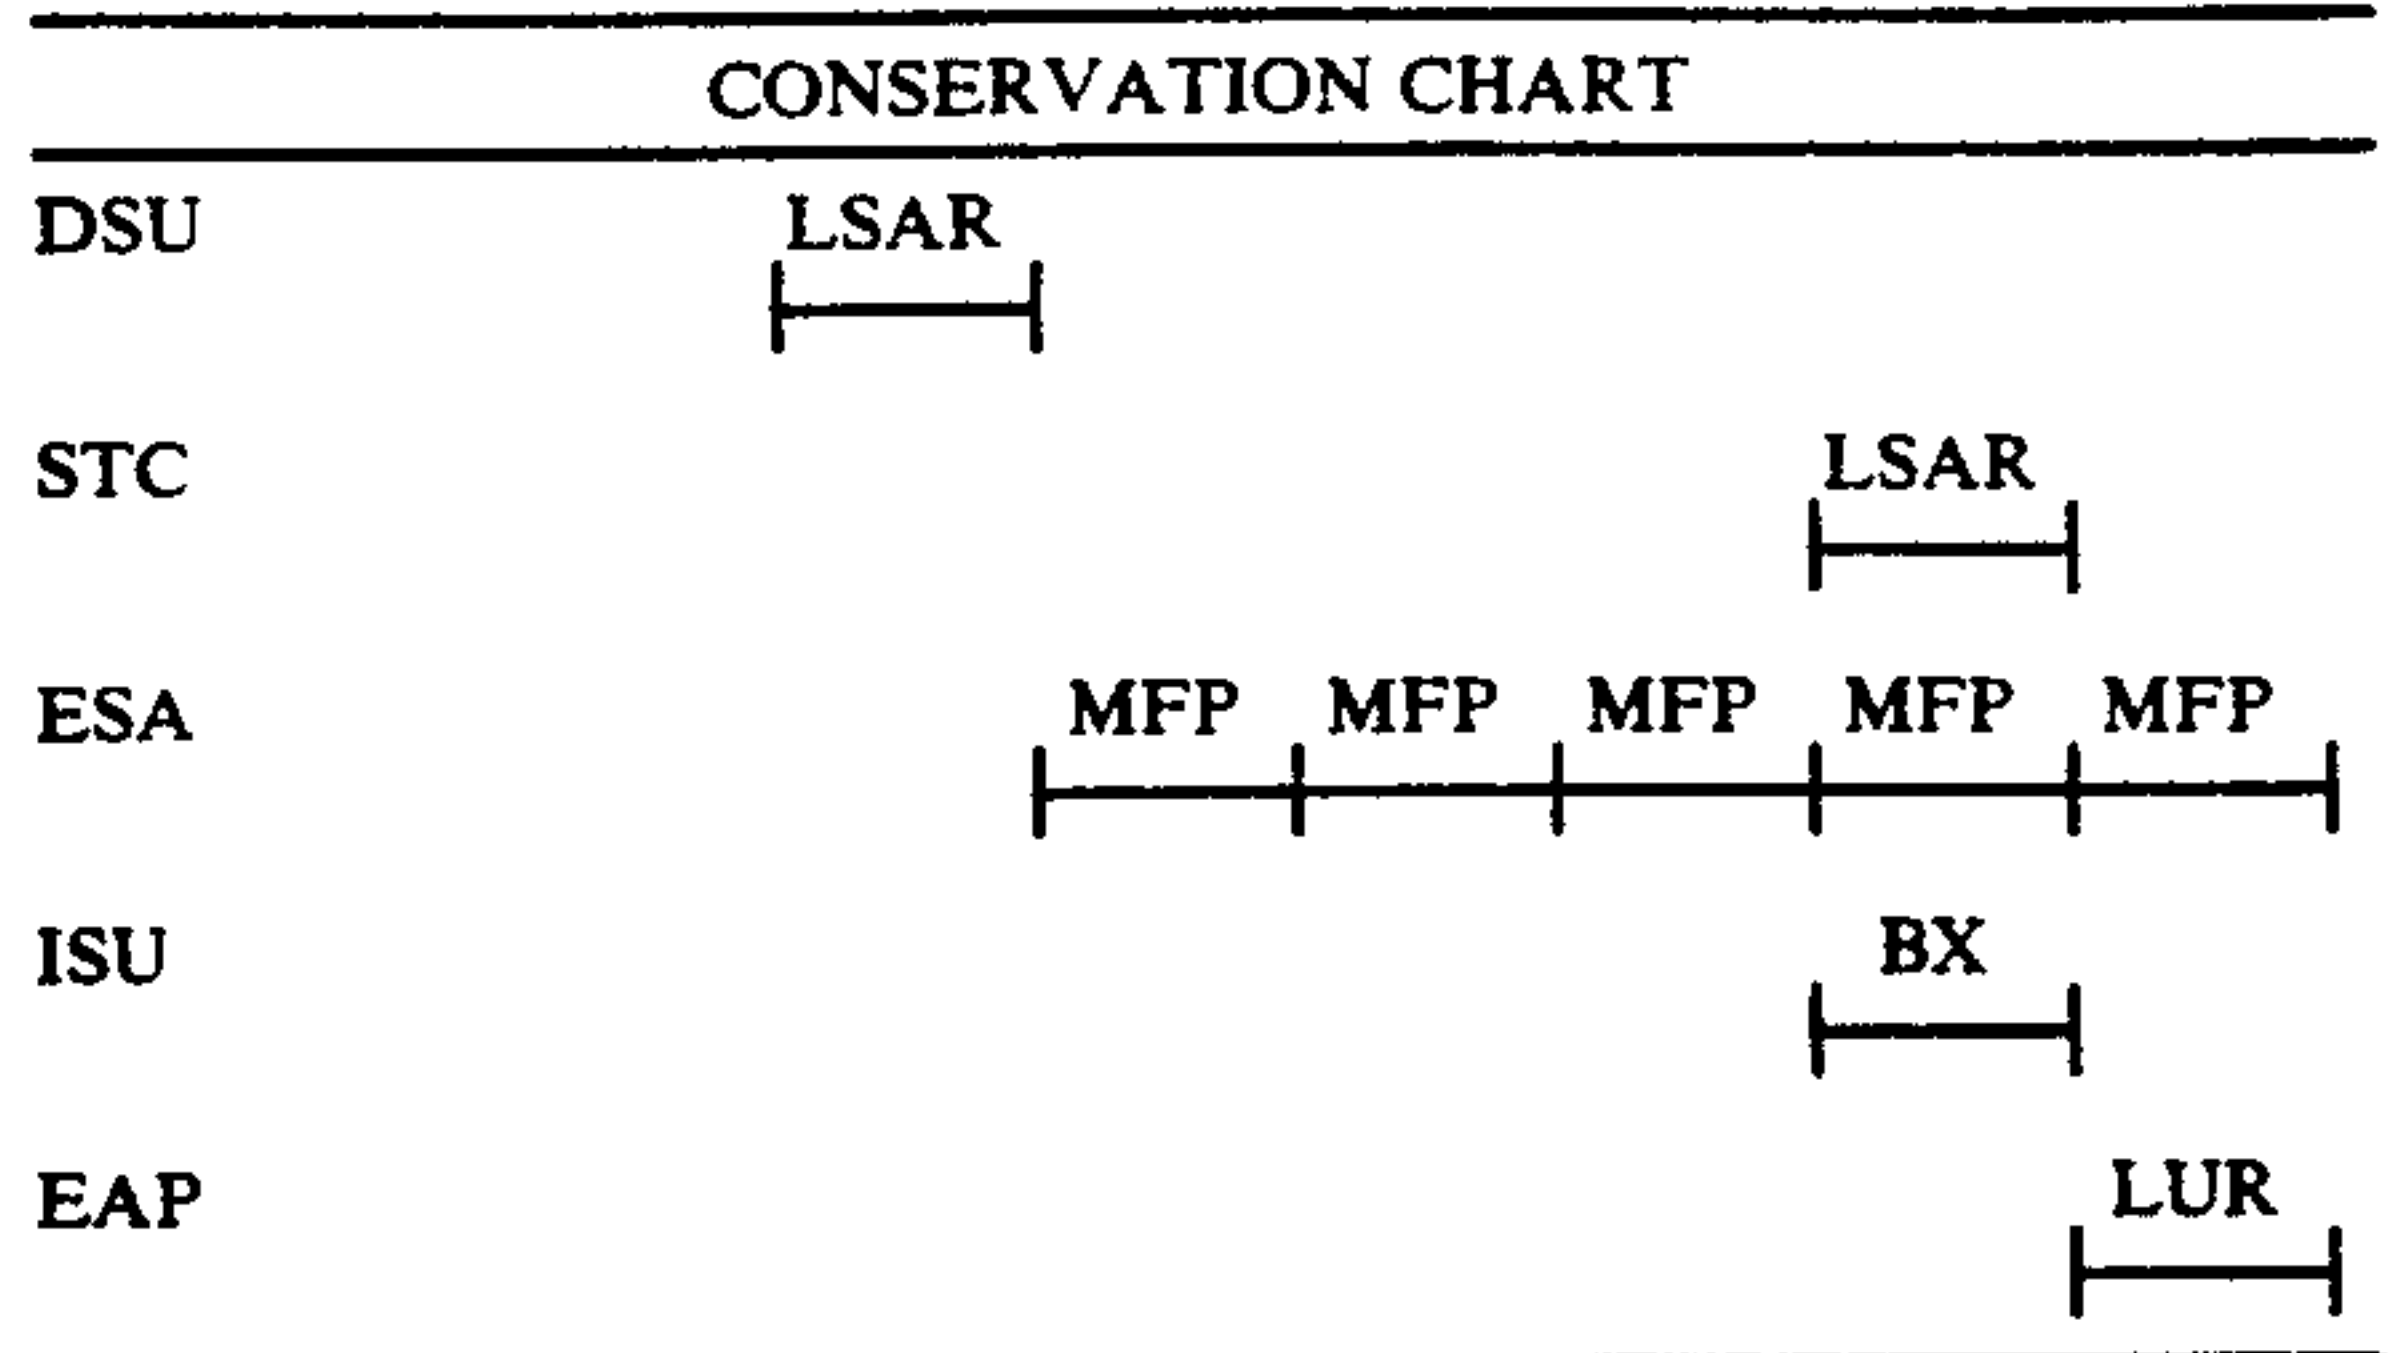 CONSERVATION CHART
DSU LSAR
STC LSAR
ESA MFP MFP MFP MFP MFP
ISU BX
EAP LUR